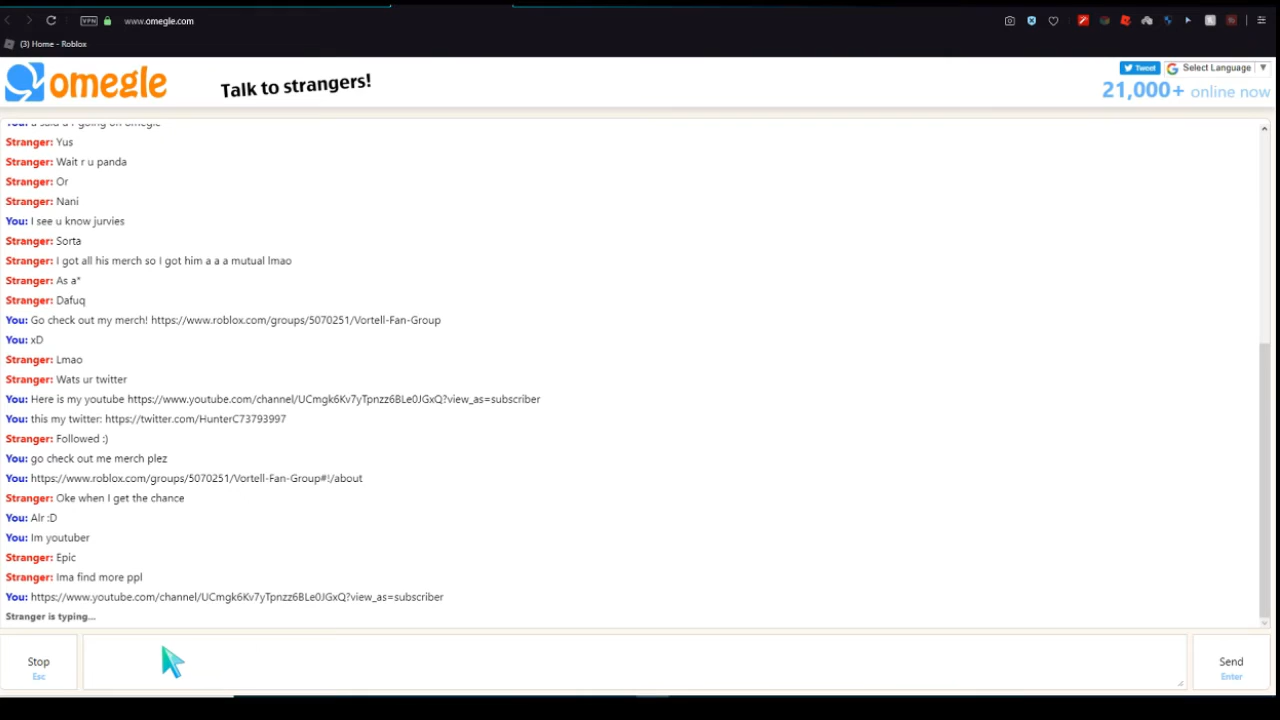 VPN www.omegle.com
(3) Home - Roblox
omegle Talk to strangers! Tweet Select Language ▼
21,000+ online now
Stranger: Yus
Stranger: Wait r u panda
Stranger: Or
Stranger: Nani
You: I see u know jurvies
Stranger: Sorta
Stranger: I got all his merch so I got him a a a mutual lmao
Stranger: As a*
Stranger: Dafuq
You: Go check out my merch! https://www.roblox.com/groups/5070251/Vortell-Fan-Group
You: xD
Stranger: Lmao
Stranger: Wats ur twitter
You: Here is my youtube https://www.youtube.com/channel/UCmgk6Kv7yTpnzz6BLe0JGxQ?view_as=subscriber
You: this my twitter: https://twitter.com/HunterC73793997
Stranger: Followed :)
You: go check out me merch plez
You: https://www.roblox.com/groups/5070251/Vortell-Fan-Group#!/about
Stranger: Oke when I get the chance
You: Alr :D
You: Im youtuber
Stranger: Epic
Stranger: Ima find more ppl
You: https://www.youtube.com/channel/UCmgk6Kv7yTpnzz6BLe0JGxQ?view_as=subscriber
Stranger is typing...
Stop
Esc
Send
Enter